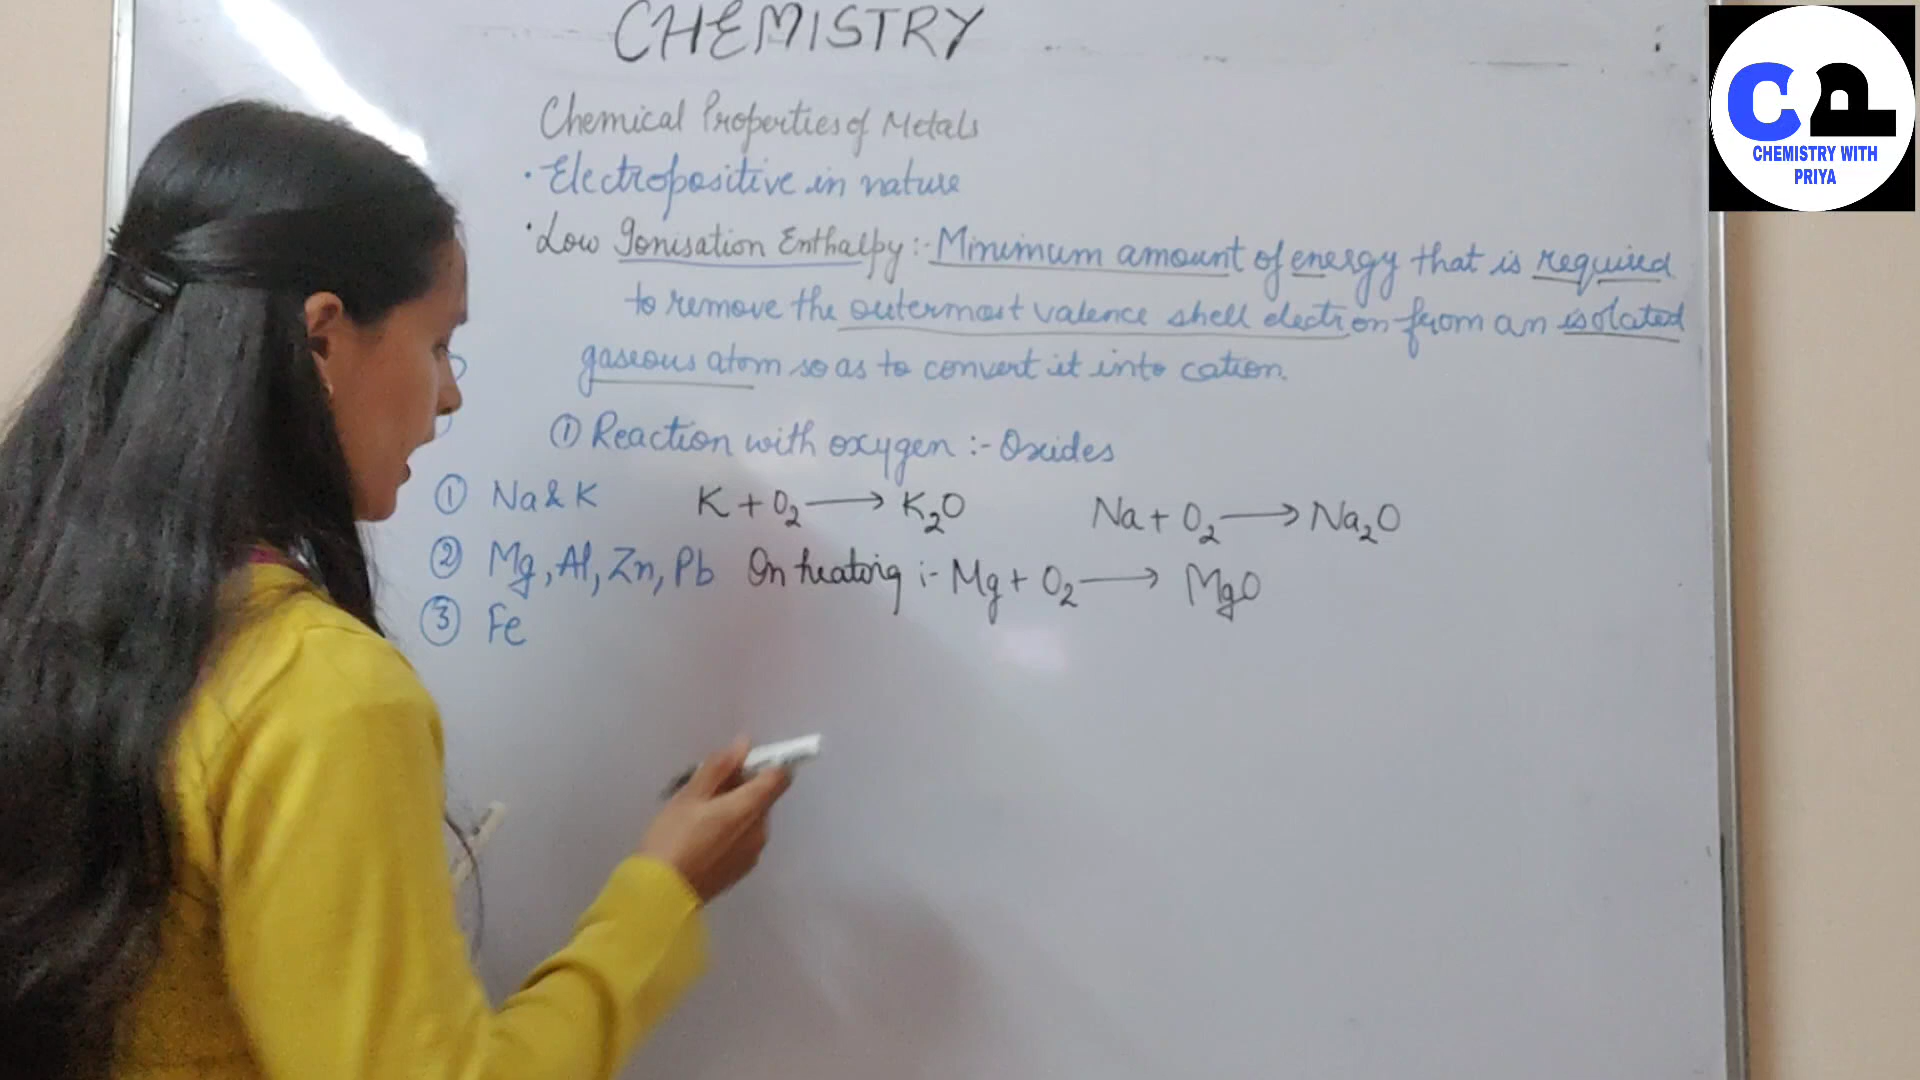 CHEMISTRY
CP
CHEMISTRY WITH
PRIYA
Chemical Properties of Metals
· Electropositive in nature
· Low Ionisation Enthalpy :- Minimum amount of energy that is required
to remove the outermost valence shell electron from an isolated
gaseous atom so as to convert it into cation.
① Reaction with oxygen :- Oxides
① Na & K K + O₂ ⟶ K₂O Na + O₂ ⟶ Na₂O
② Mg, Al, Zn, Pb On heating :- Mg + O₂ ⟶ MgO
③ Fe